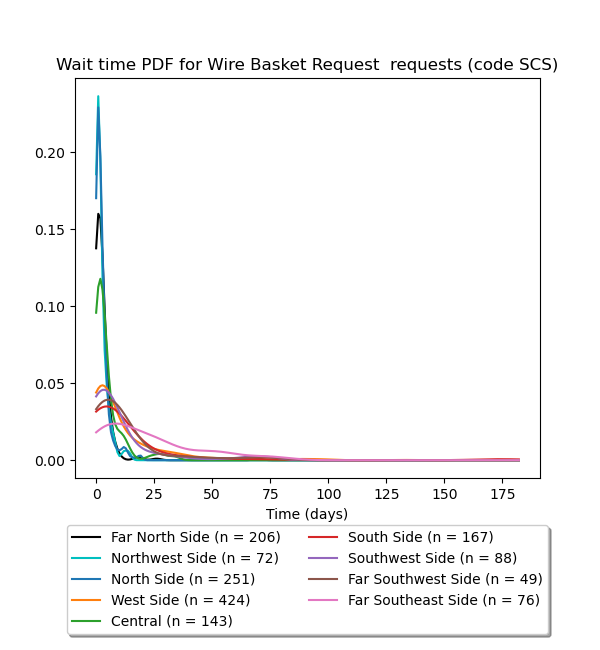 Wait time PDF for Wire Basket Request  requests (code SCS)
0.20
0.15
0.10
0.05
0.00
0 25 50 75 100 125 150 175
Time (days)
Far North Side (n = 206)
Northwest Side (n = 72)
North Side (n = 251)
West Side (n = 424)
Central (n = 143)
South Side (n = 167)
Southwest Side (n = 88)
Far Southwest Side (n = 49)
Far Southeast Side (n = 76)